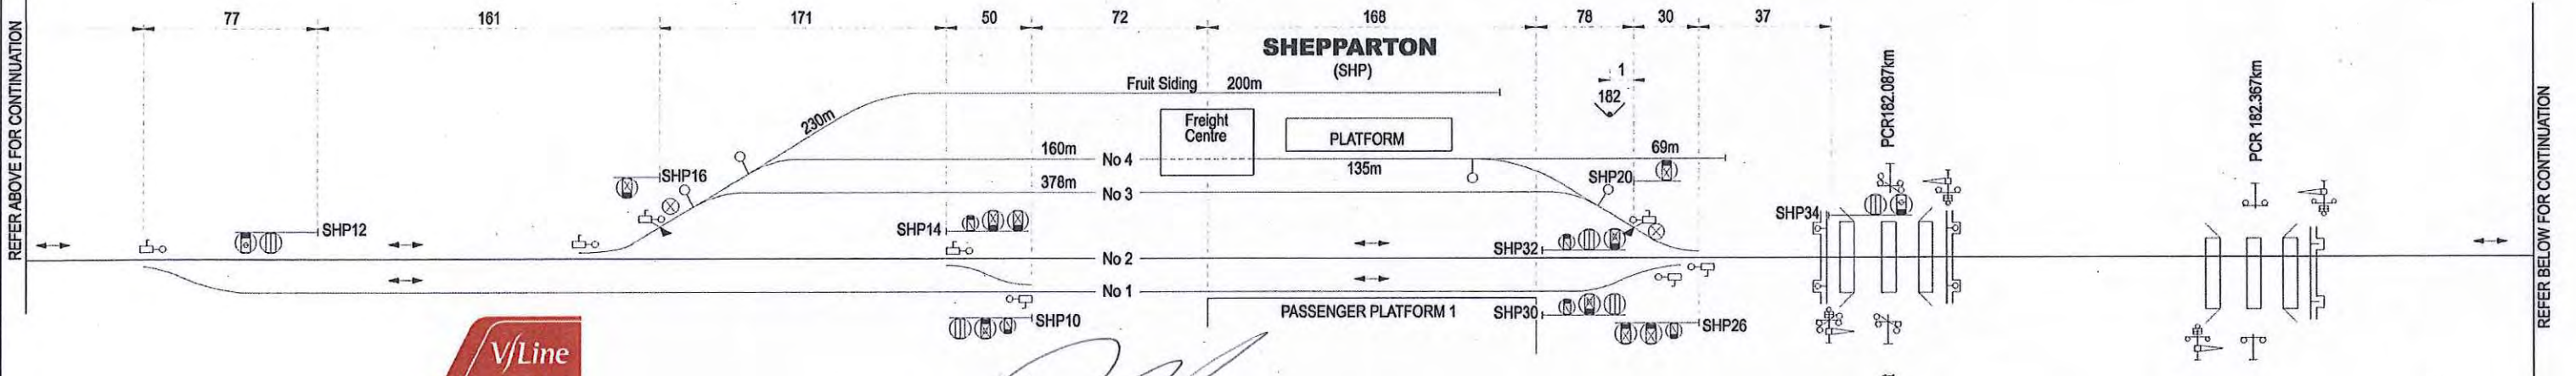 REFER ABOVE FOR CONTINUATION
77
161
171
50
72
168
78
30
37
SHEPPARTON
(SHP)
1
182
Fruit Siding 200m
230m
Freight
Centre
PLATFORM
160m
No 4
135m
69m
378m
No 3
SHP16
SHP20
SHP12
SHP14
SHP32
SHP34
No 2
No 1
PASSENGER PLATFORM 1
SHP10
SHP30
SHP26
PCR182.087km
PCR 182.367km
V/Line
REFER BELOW FOR CONTINUATION